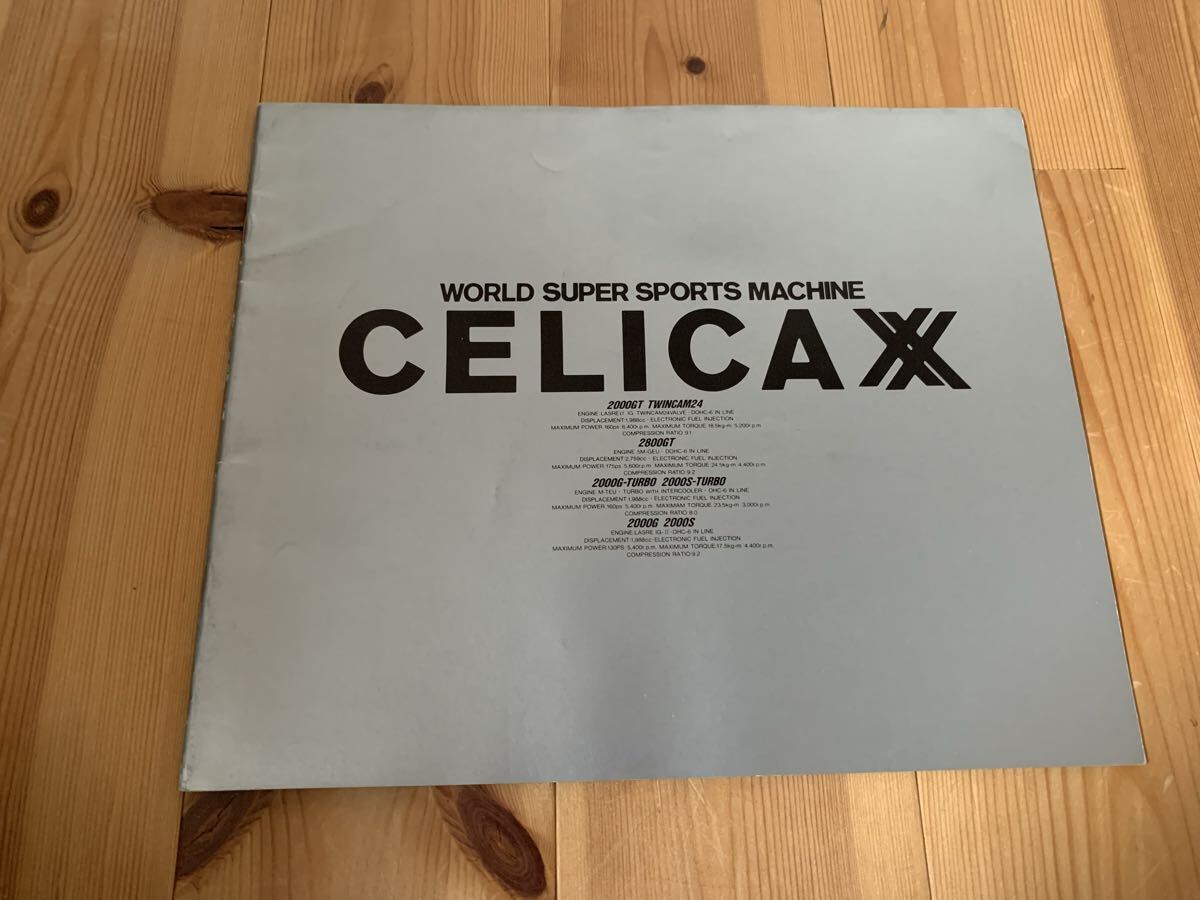 WORLD SUPER SPORTS MACHINE
CELICA XX
2000GT TWINCAM24
ENGINE:LASRE α 1G TWINCAM24VALVE・DOHC-6 IN LINE
DISPLACEMENT:1,988cc・ELECTRONIC FUEL INJECTION
MAXIMUM POWER:160ps/6,400r.p.m. MAXIMUM TORQUE:18.5kg-m/5,200r.p.m.
COMPRESSION RATIO:9.1
2800GT
ENGINE:5M-GEU・DOHC-6 IN LINE
DISPLACEMENT:2,759cc・ELECTRONIC FUEL INJECTION
MAXIMUM POWER:175ps/5,600r.p.m. MAXIMUM TORQUE:24.5kg-m/4,400r.p.m.
COMPRESSION RATIO:9.2
2000G-TURBO 2000S-TURBO
ENGINE:M-TEU・TURBO WITH INTERCOOLER・OHC-6 IN LINE
DISPLACEMENT:1,988cc・ELECTRONIC FUEL INJECTION
MAXIMUM POWER:160ps/5,400r.p.m. MAXIMAM TORQUE:23.5kg-m/3,000r.p.m.
COMPRESSION RATIO:8.0
2000G 2000S
ENGINE:LASRE 1G-II・OHC-6 IN LINE
DISPLACEMENT:1,988cc・ELECTRONIC FUEL INJECTION
MAXIMUM POWER:130PS/5,400r.p.m. MAXIMUM TORQUE:17.5kg-m/4,400r.p.m.
COMPRESSION RATIO:9.2